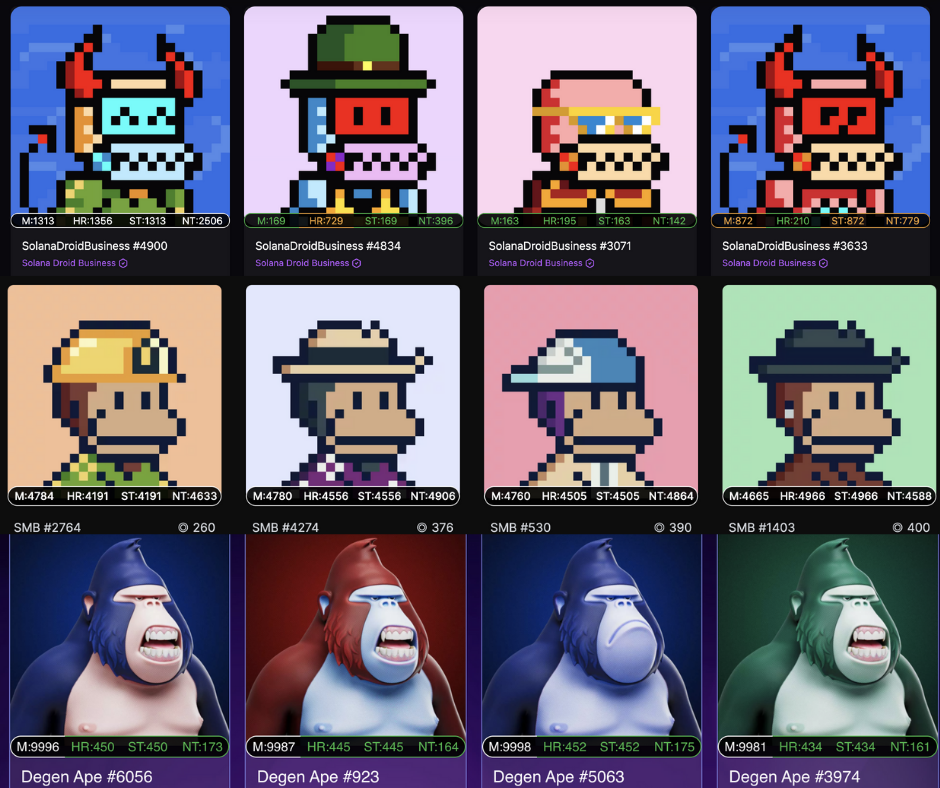 M:1313 HR:1356 ST:1313 NT:2506
M:169 HR:729 ST:169 NT:396
M:163 HR:195 ST:163 NT:142
M:872 HR:210 ST:872 NT:779
SolanaDroidBusiness #4900
SolanaDroidBusiness #4834
SolanaDroidBusiness #3071
SolanaDroidBusiness #3633
Solana Droid Business
Solana Droid Business
Solana Droid Business
Solana Droid Business
M:4784 HR:4191 ST:4191 NT:4633
M:4780 HR:4556 ST:4556 NT:4906
M:4760 HR:4505 ST:4505 NT:4864
M:4665 HR:4966 ST:4966 NT:4588
SMB #2764 ◎ 260
SMB #4274 ◎ 376
SMB #530 ◎ 390
SMB #1403 ◎ 400
M:9996 HR:450 ST:450 NT:173
M:9987 HR:445 ST:445 NT:164
M:9998 HR:452 ST:452 NT:175
M:9981 HR:434 ST:434 NT:161
Degen Ape #6056
Degen Ape #923
Degen Ape #5063
Degen Ape #3974